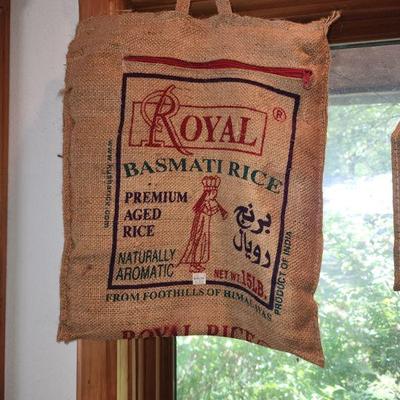 ROYAL ®
BASMATI RICE
PREMIUM
AGED
RICE
برنج
رویال
NATURALLY
AROMATIC
NET WT. 15LB.
FROM FOOTHILLS OF HIMALAYAS
PRODUCT OF INDIA
ROYAL RICE